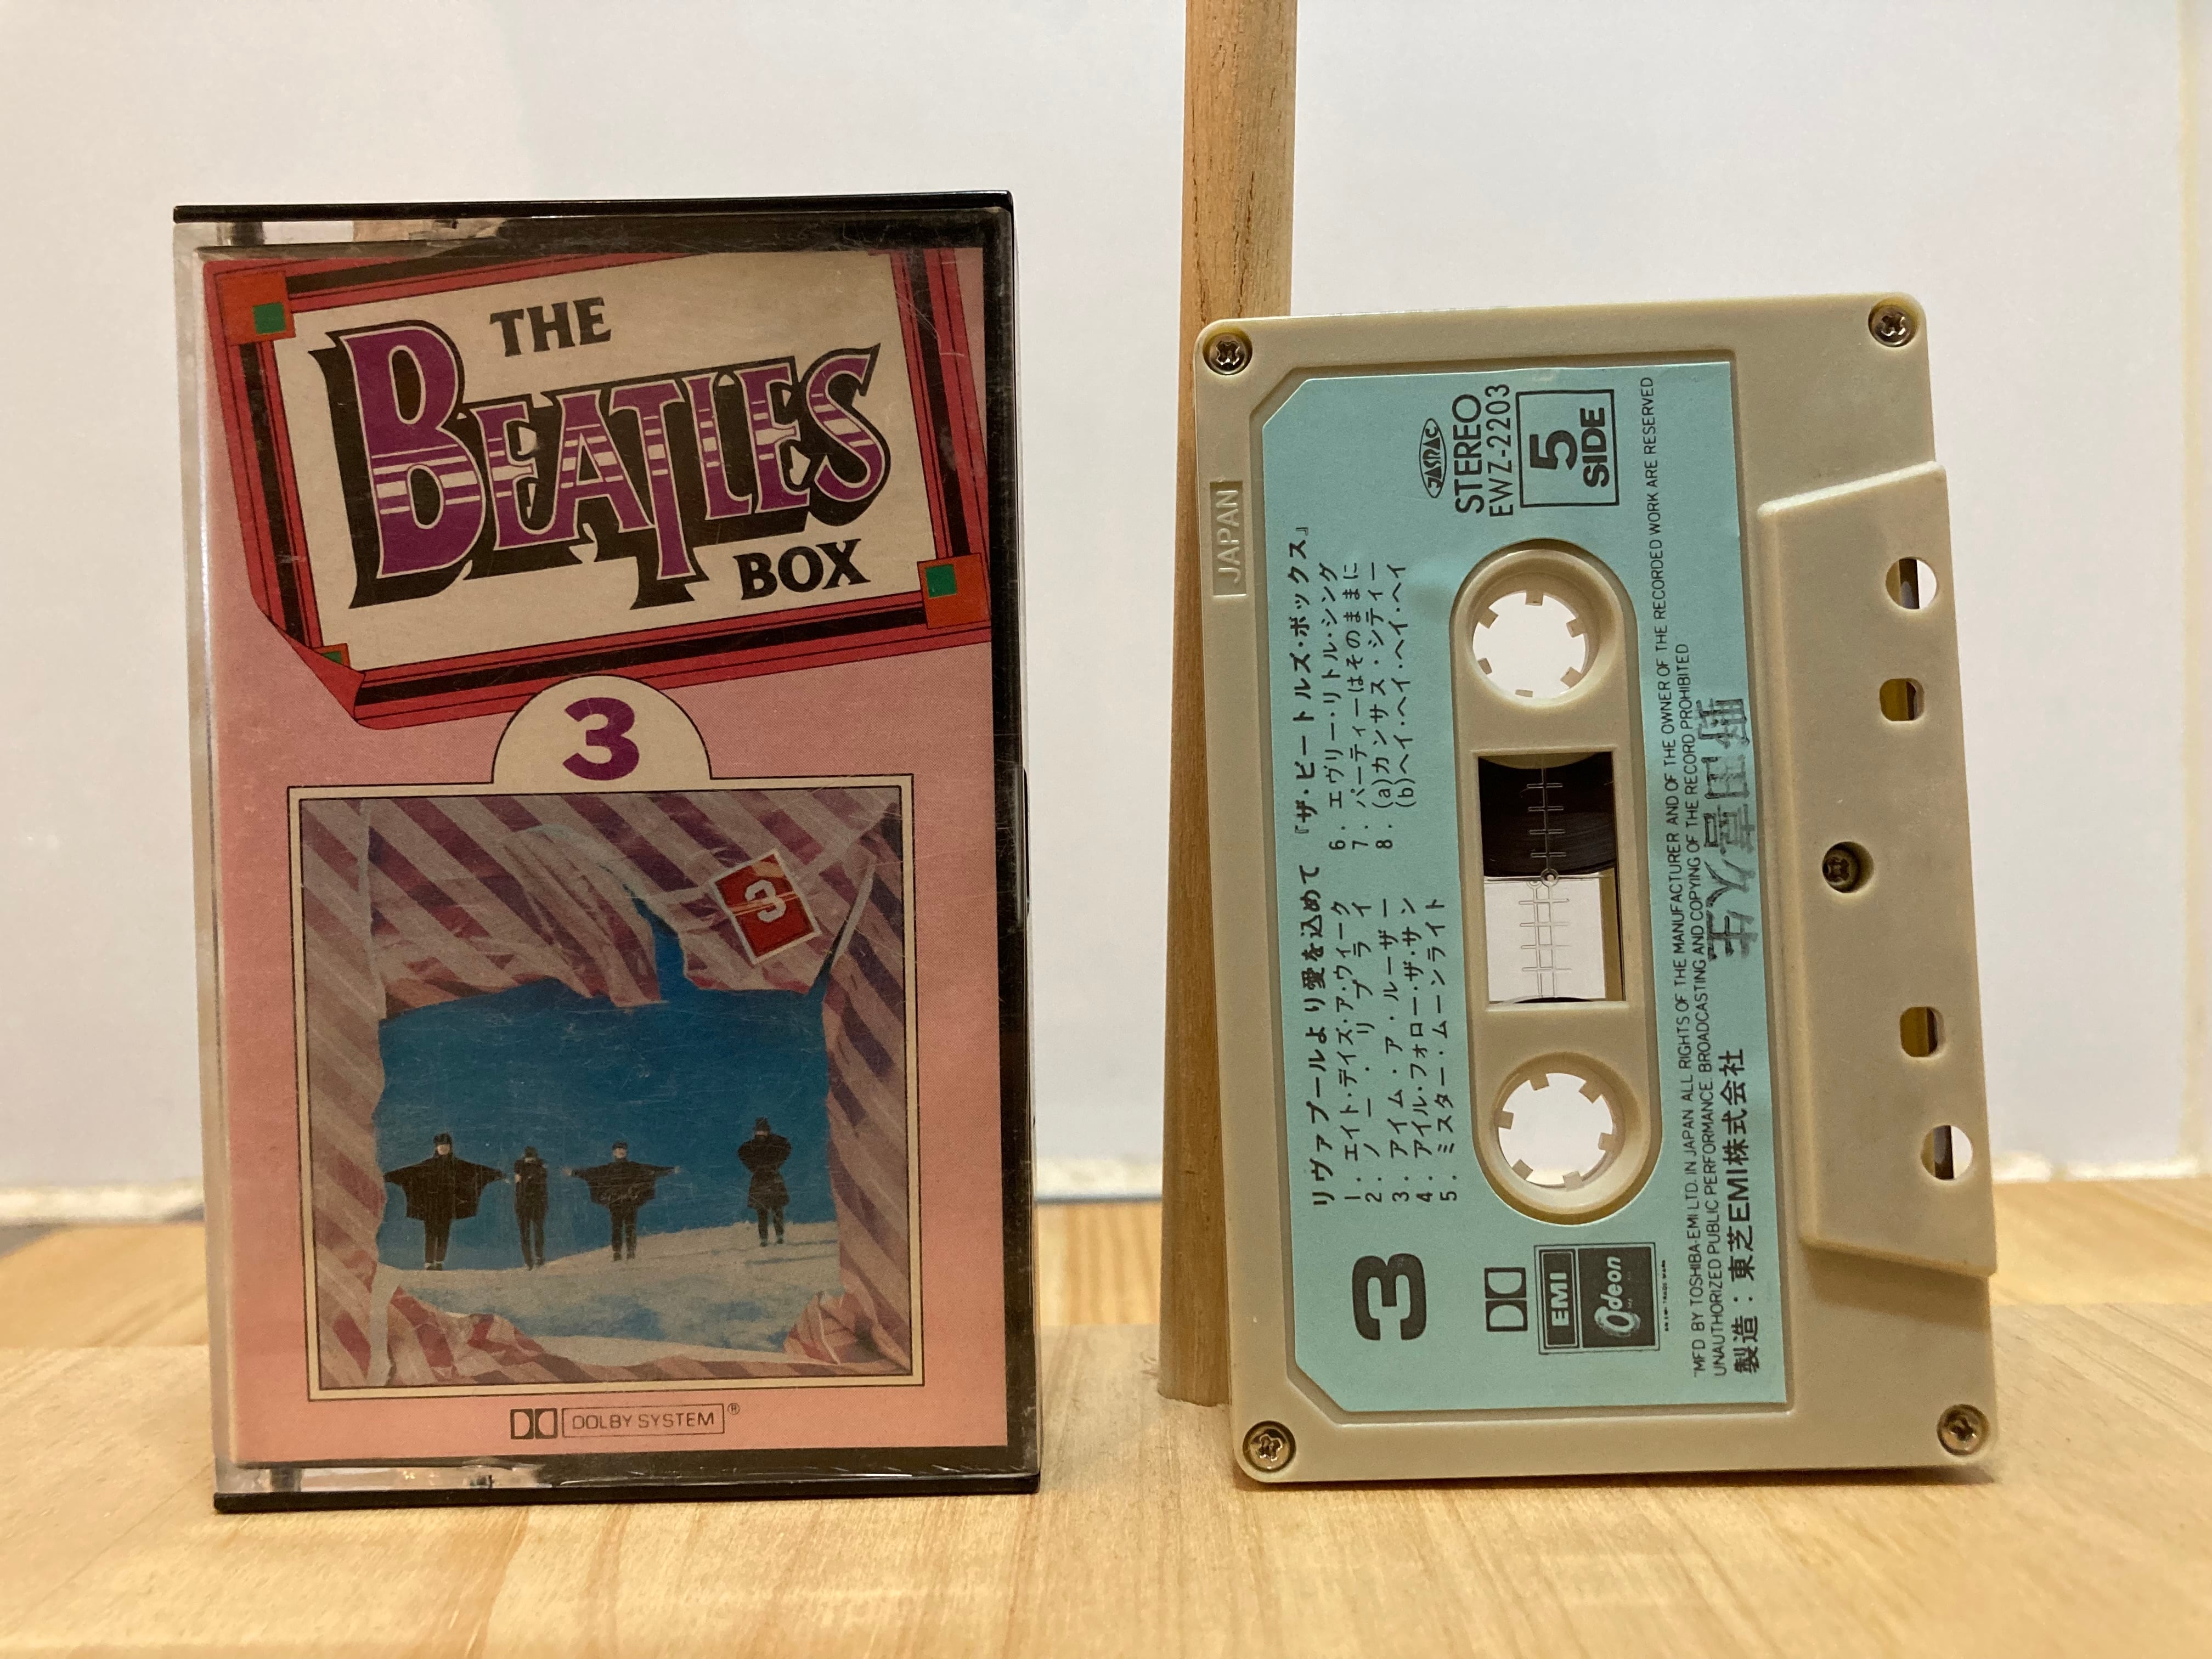 THE
BEATLES
BOX
3
3
DOLBY SYSTEM®
JAPAN
リヴァプールより愛を込めて『ザ・ビートルズ・ボックス』
1. エイト・デイズ・ア・ウィーク
2. ノー・リプライ
3. アイム・ア・ルーザー
4. アイル・フォロー・ザ・サン
5. ミスター・ムーンライト
6. エヴリー・リトル・シング
7. パーティーはそのままに
8. (a)カンサス・シティー
(b)ヘイ・ヘイ・ヘイ・ヘイ
JASRAC
STEREO
EWZ-2203
5
SIDE
3
EMI
Odeon
"MFD BY TOSHIBA-EMI LTD. IN JAPAN ALL RIGHTS OF THE MANUFACTURER AND OF THE OWNER OF THE RECORDED WORK ARE RESERVED
UNAUTHORIZED PUBLIC PERFORMANCE. BROADCASTING AND COPYING OF THE RECORD PROHIBITED
製造：東芝EMI株式会社